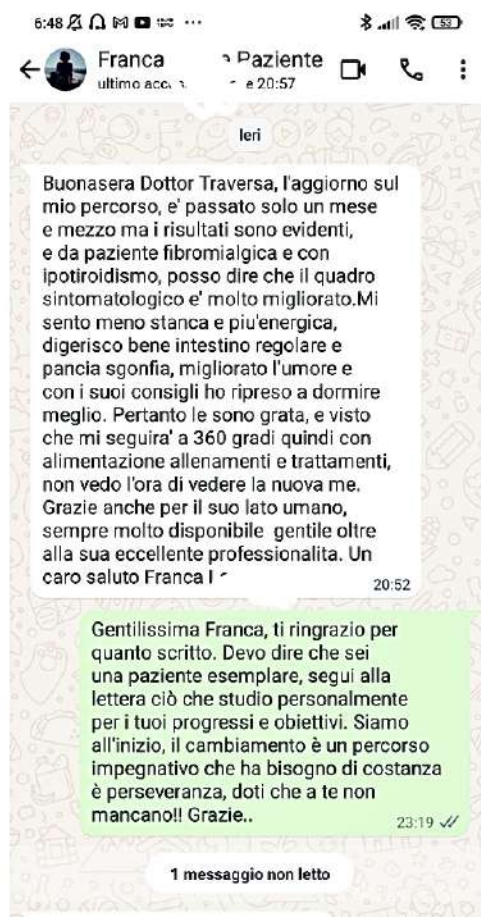 6:48
53
Franca Paziente
ultimo acc e 20:57
Ieri
Buonasera Dottor Traversa, l'aggiorno sul
mio percorso, e' passato solo un mese
e mezzo ma i risultati sono evidenti,
e da paziente fibromialgica e con
ipotiroidismo, posso dire che il quadro
sintomatologico e' molto migliorato.Mi
sento meno stanca e piu'energica,
digerisco bene intestino regolare e
pancia sgonfia, migliorato l'umore e
con i suoi consigli ho ripreso a dormire
meglio. Pertanto le sono grata, e visto
che mi seguira' a 360 gradi quindi con
alimentazione allenamenti e trattamenti,
non vedo l'ora di vedere la nuova me.
Grazie anche per il suo lato umano,
sempre molto disponibile  gentile oltre
alla sua eccellente professionalita. Un
caro saluto Franca
20:52
Gentilissima Franca, ti ringrazio per
quanto scritto. Devo dire che sei
una paziente esemplare, segui alla
lettera ciò che studio personalmente
per i tuoi progressi e obiettivi. Siamo
all'inizio, il cambiamento è un percorso
impegnativo che ha bisogno di costanza
è perseveranza, doti che a te non
mancano!! Grazie..
23:19
1 messaggio non letto